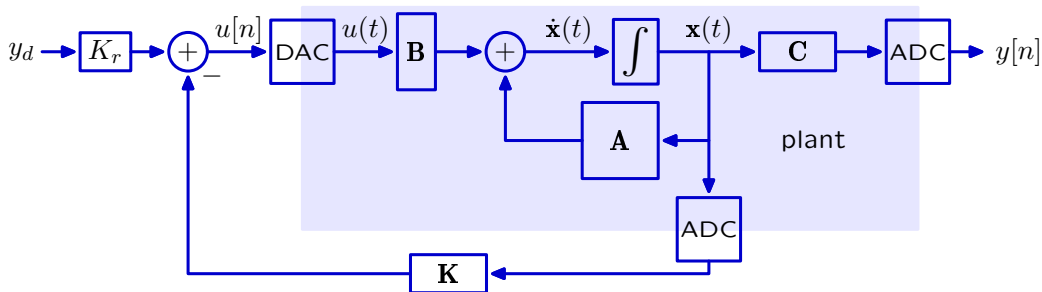 y_d K_r + − u[n] DAC u(t) B + ẋ(t) ∫ x(t) C ADC y[n]
A plant
ADC
K